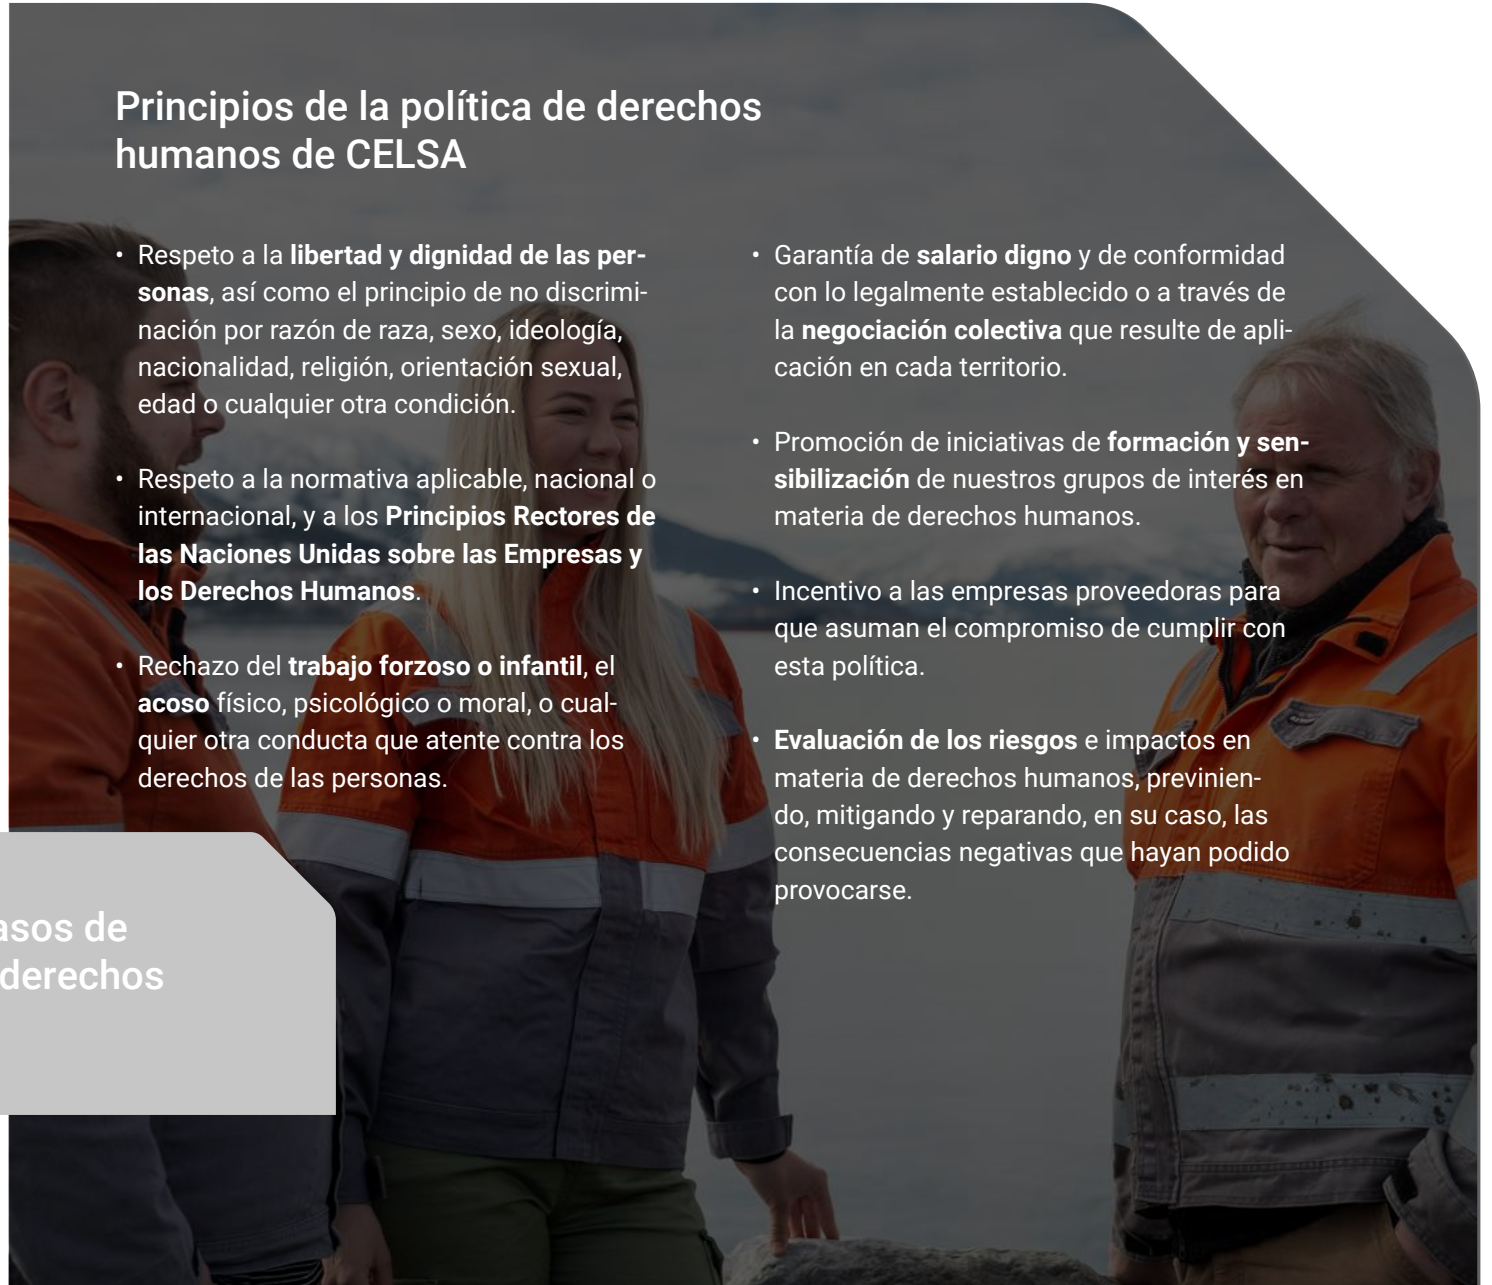 Principios de la política de derechos
humanos de CELSA
• Respeto a la libertad y dignidad de las per-
sonas, así como el principio de no discrimi-
nación por razón de raza, sexo, ideología,
nacionalidad, religión, orientación sexual,
edad o cualquier otra condición.
• Respeto a la normativa aplicable, nacional o
internacional, y a los Principios Rectores de
las Naciones Unidas sobre las Empresas y
los Derechos Humanos.
• Rechazo del trabajo forzoso o infantil, el
acoso físico, psicológico o moral, o cual-
quier otra conducta que atente contra los
derechos de las personas.
• Garantía de salario digno y de conformidad
con lo legalmente establecido o a través de
la negociación colectiva que resulte de apli-
cación en cada territorio.
• Promoción de iniciativas de formación y sen-
sibilización de nuestros grupos de interés en
materia de derechos humanos.
• Incentivo a las empresas proveedoras para
que asuman el compromiso de cumplir con
esta política.
• Evaluación de los riesgos e impactos en
materia de derechos humanos, previnien-
do, mitigando y reparando, en su caso, las
consecuencias negativas que hayan podido
provocarse.
asos de
derechos